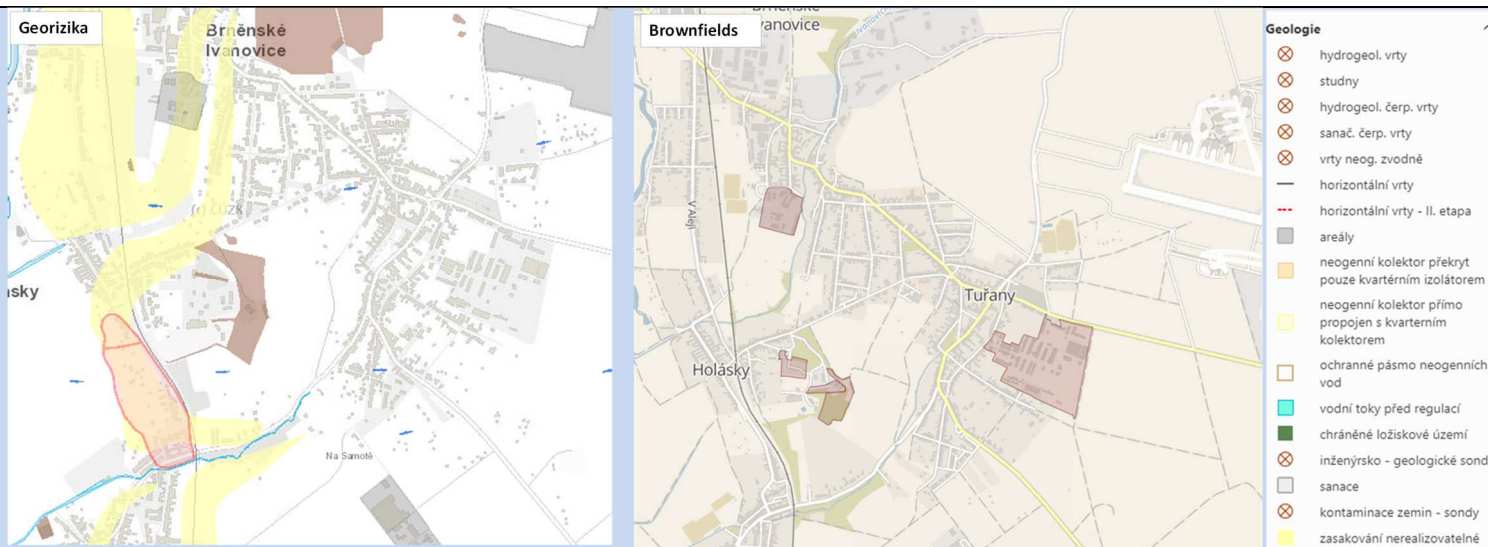 Georizika
Brněnské
Ivanovice
(c) ČÚZK
Na Samotě
Brownfields
vanovice
V Aleji
Tuřany
Holásky
Geologie
hydrogeol. vrty
studny
hydrogeol. čerp. vrty
sanač. čerp. vrty
vrty neog. zvodně
horizontální vrty
horizontální vrty - II. etapa
areály
neogenní kolektor překryt
pouze kvartérním izolátorem
neogenní kolektor přímo
propojen s kvarterním
kolektorem
ochranné pásmo neogenních
vod
vodní toky před regulací
chráněné ložiskové území
inženýrsko - geologické sond
sanace
kontaminace zemin - sondy
zasakování nerealizovatelné